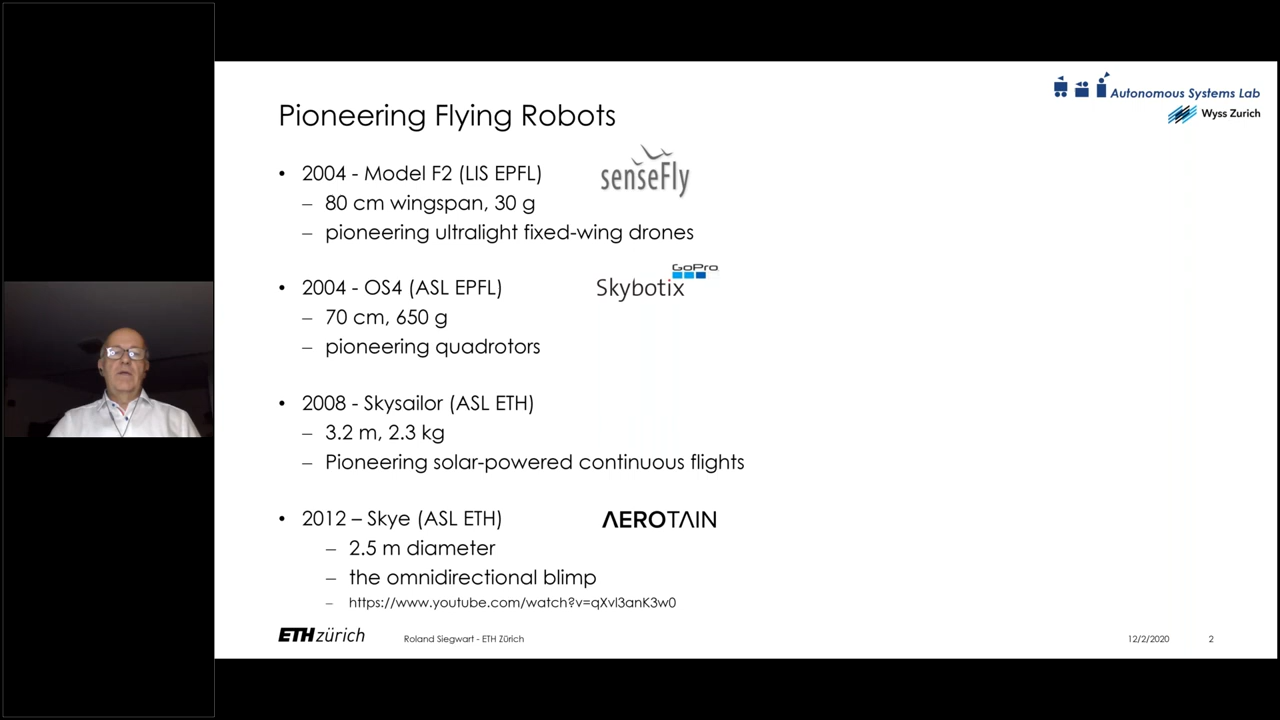 Autonomous Systems Lab
Wyss Zurich
Pioneering Flying Robots
• 2004 - Model F2 (LIS EPFL)
senseFly
– 80 cm wingspan, 30 g
– pioneering ultralight fixed-wing drones
• 2004 - OS4 (ASL EPFL)
GoPro
Skybotix
– 70 cm, 650 g
– pioneering quadrotors
• 2008 - Skysailor (ASL ETH)
– 3.2 m, 2.3 kg
– Pioneering solar-powered continuous flights
• 2012 – Skye (ASL ETH)
AEROTAIN
– 2.5 m diameter
– the omnidirectional blimp
– https://www.youtube.com/watch?v=qXvl3anK3w0
ETH zürich
Roland Siegwart - ETH Zürich
12/2/2020
2